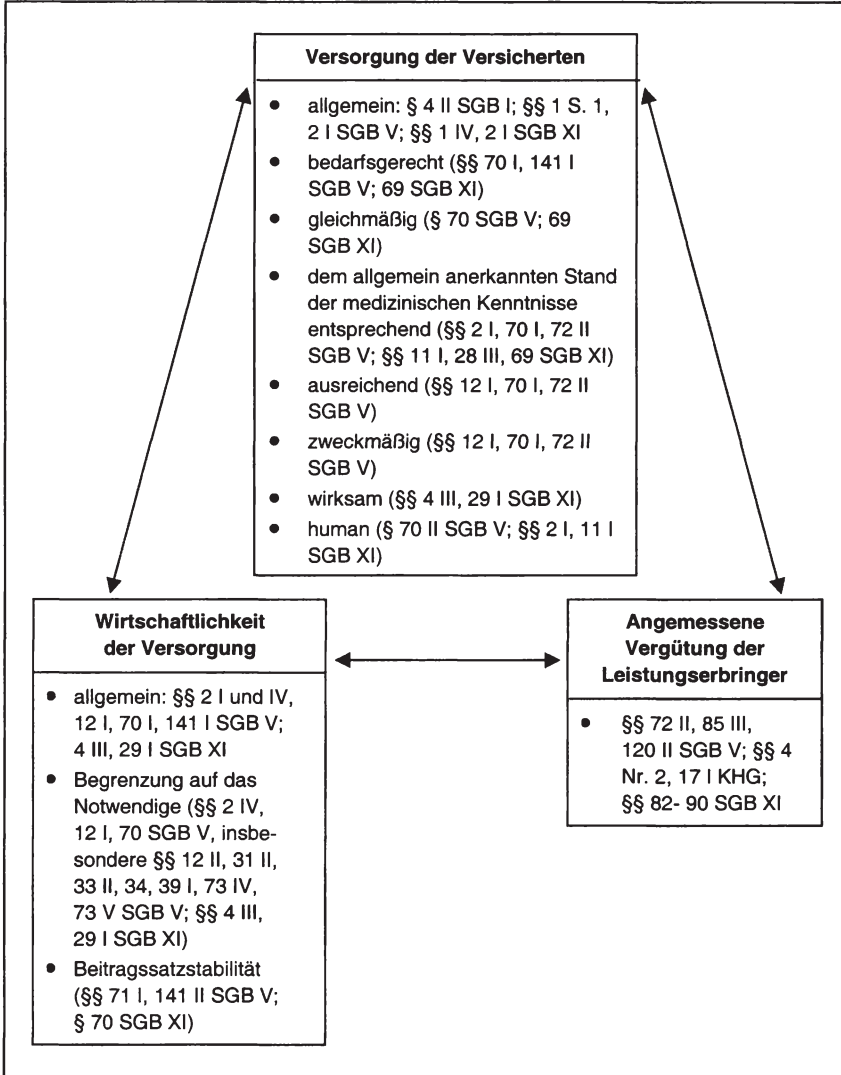 Versorgung der Versicherten
• allgemein: § 4 II SGB I; §§ 1 S. 1,
2 I SGB V; §§ 1 IV, 2 I SGB XI
• bedarfsgerecht (§§ 70 I, 141 I
SGB V; 69 SGB XI)
• gleichmäßig (§ 70 SGB V; 69
SGB XI)
• dem allgemein anerkannten Stand
der medizinischen Kenntnisse
entsprechend (§§ 2 I, 70 I, 72 II
SGB V; §§ 11 I, 28 III, 69 SGB XI)
• ausreichend (§§ 12 I, 70 I, 72 II
SGB V)
• zweckmäßig (§§ 12 I, 70 I, 72 II
SGB V)
• wirksam (§§ 4 III, 29 I SGB XI)
• human (§ 70 II SGB V; §§ 2 I, 11 I
SGB XI)
Wirtschaftlichkeit
der Versorgung
• allgemein: §§ 2 I und IV,
12 I, 70 I, 141 I SGB V;
4 III, 29 I SGB XI
• Begrenzung auf das
Notwendige (§§ 2 IV,
12 I, 70 SGB V, insbe-
sondere §§ 12 II, 31 II,
33 II, 34, 39 I, 73 IV,
73 V SGB V; §§ 4 III,
29 I SGB XI)
• Beitragssatzstabilität
(§§ 71 I, 141 II SGB V;
§ 70 SGB XI)
Angemessene
Vergütung der
Leistungserbringer
• §§ 72 II, 85 III,
120 II SGB V; §§ 4
Nr. 2, 17 I KHG;
§§ 82- 90 SGB XI